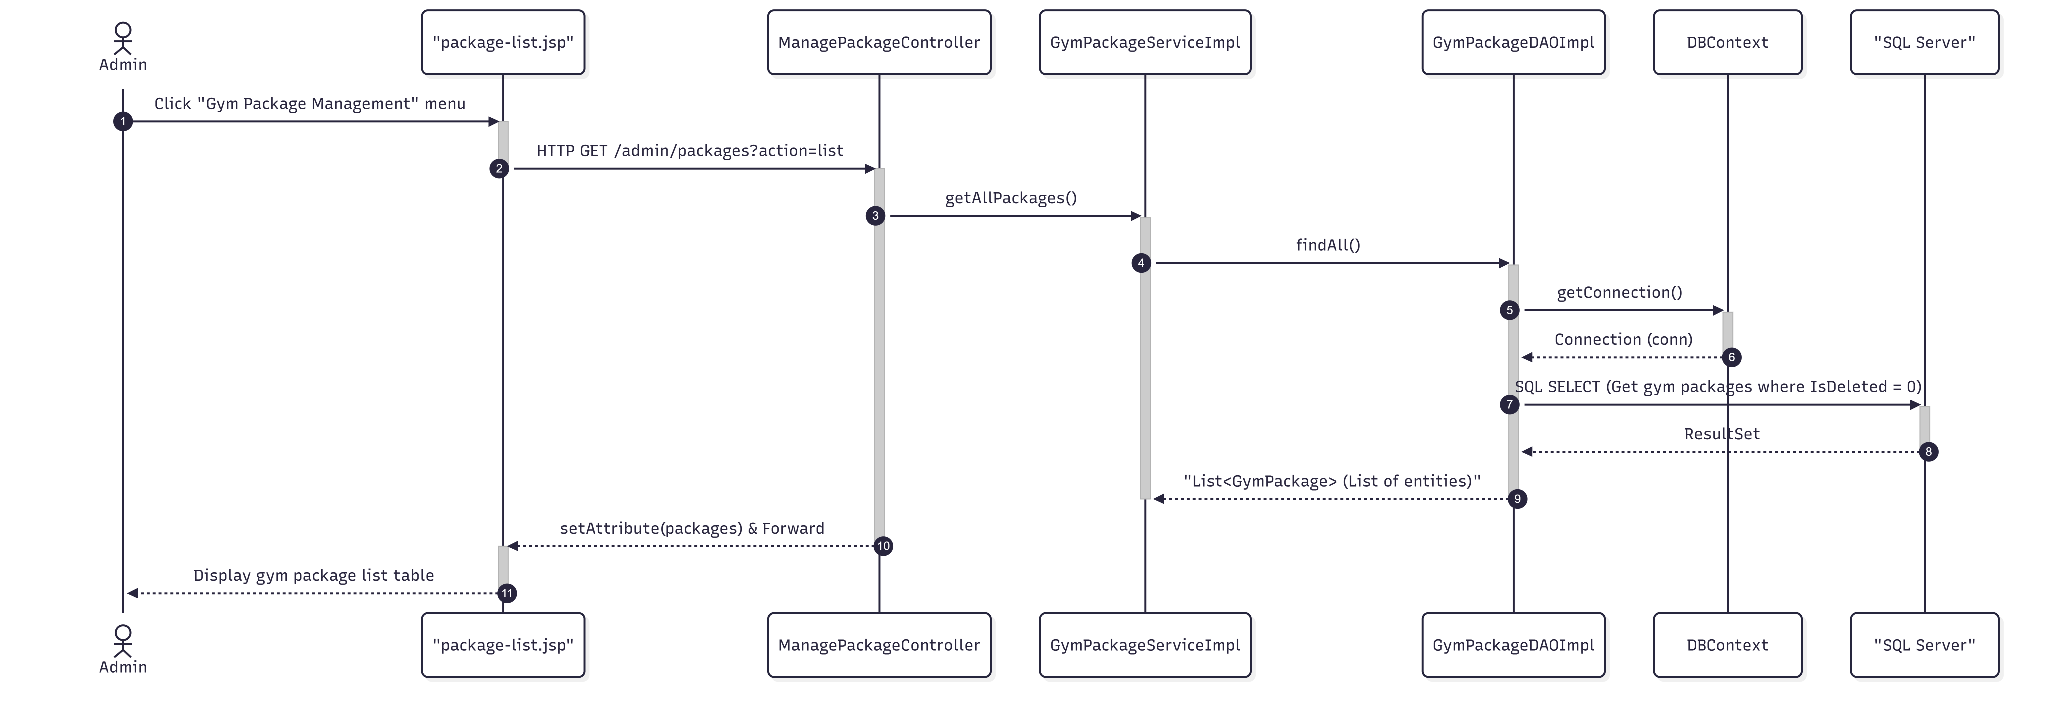 Admin
"package-list.jsp"
ManagePackageController
GymPackageServiceImpl
GymPackageDAOImpl
DBContext
"SQL Server"
Click "Gym Package Management" menu
1
HTTP GET /admin/packages?action=list
2
getAllPackages()
3
findAll()
4
getConnection()
5
Connection (conn)
6
SQL SELECT (Get gym packages where IsDeleted = 0)
7
ResultSet
8
"List<GymPackage> (List of entities)"
9
setAttribute(packages) & Forward
10
Display gym package list table
11
Admin
"package-list.jsp"
ManagePackageController
GymPackageServiceImpl
GymPackageDAOImpl
DBContext
"SQL Server"